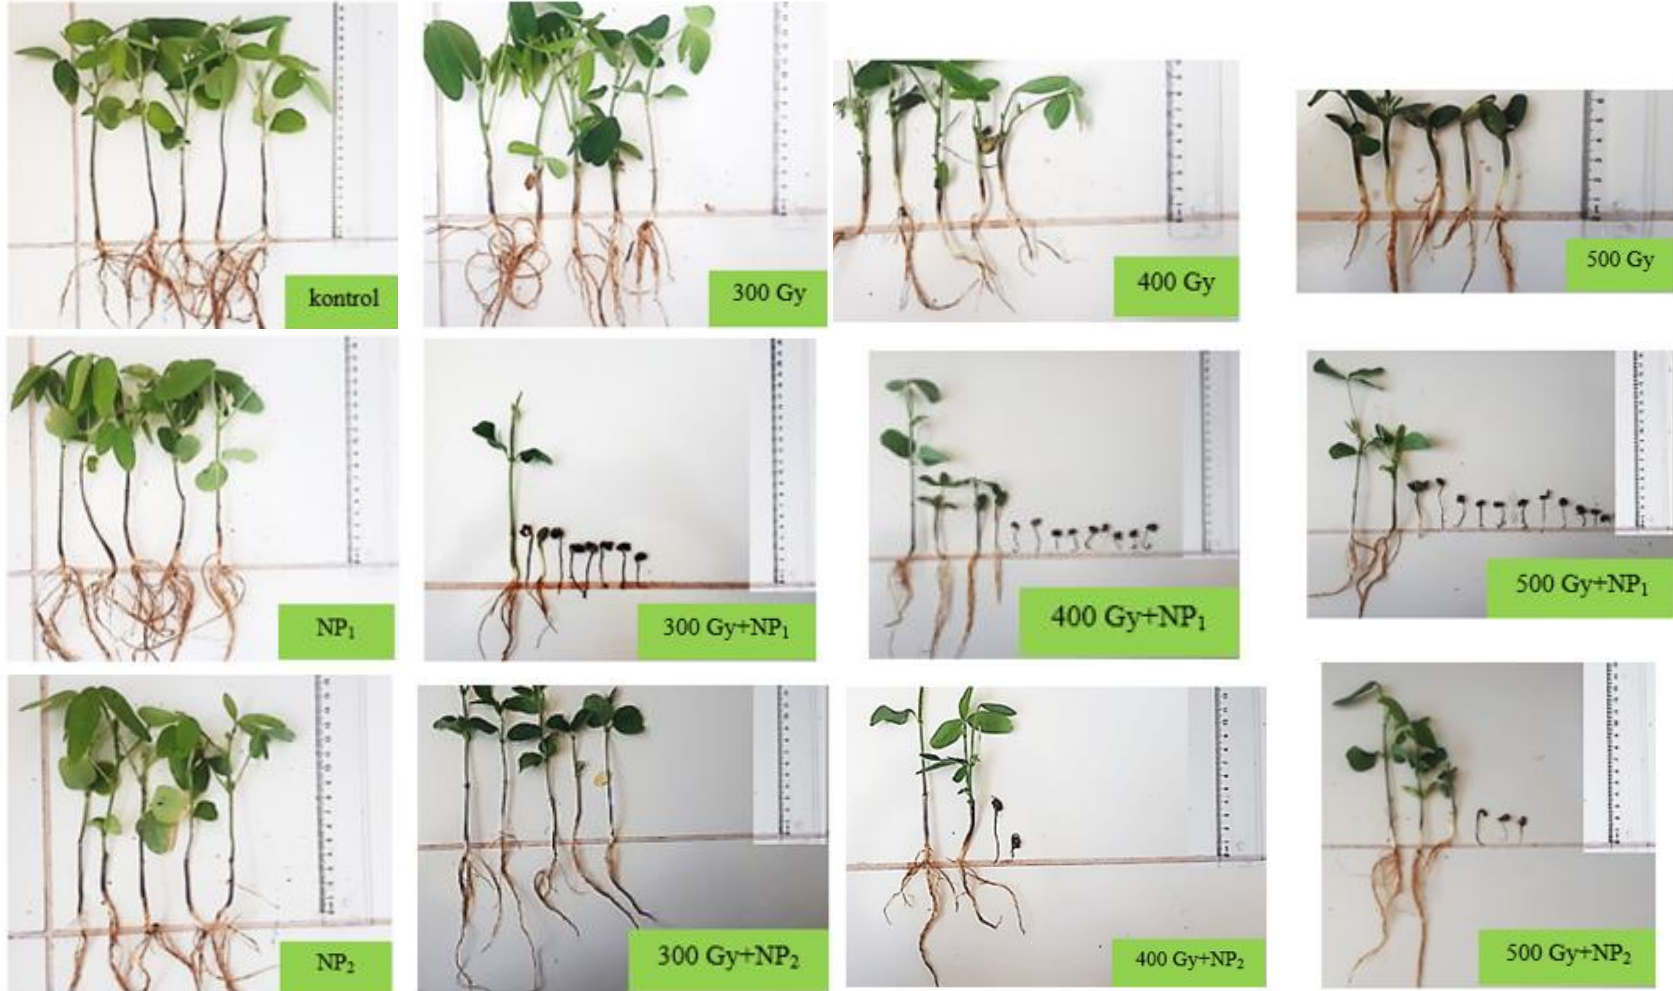 kontrol
300 Gy
400 Gy
500 Gy
NP₁
300 Gy+NP₁
400 Gy+NP₁
500 Gy+NP₁
NP₂
300 Gy+NP₂
400 Gy+NP₂
500 Gy+NP₂